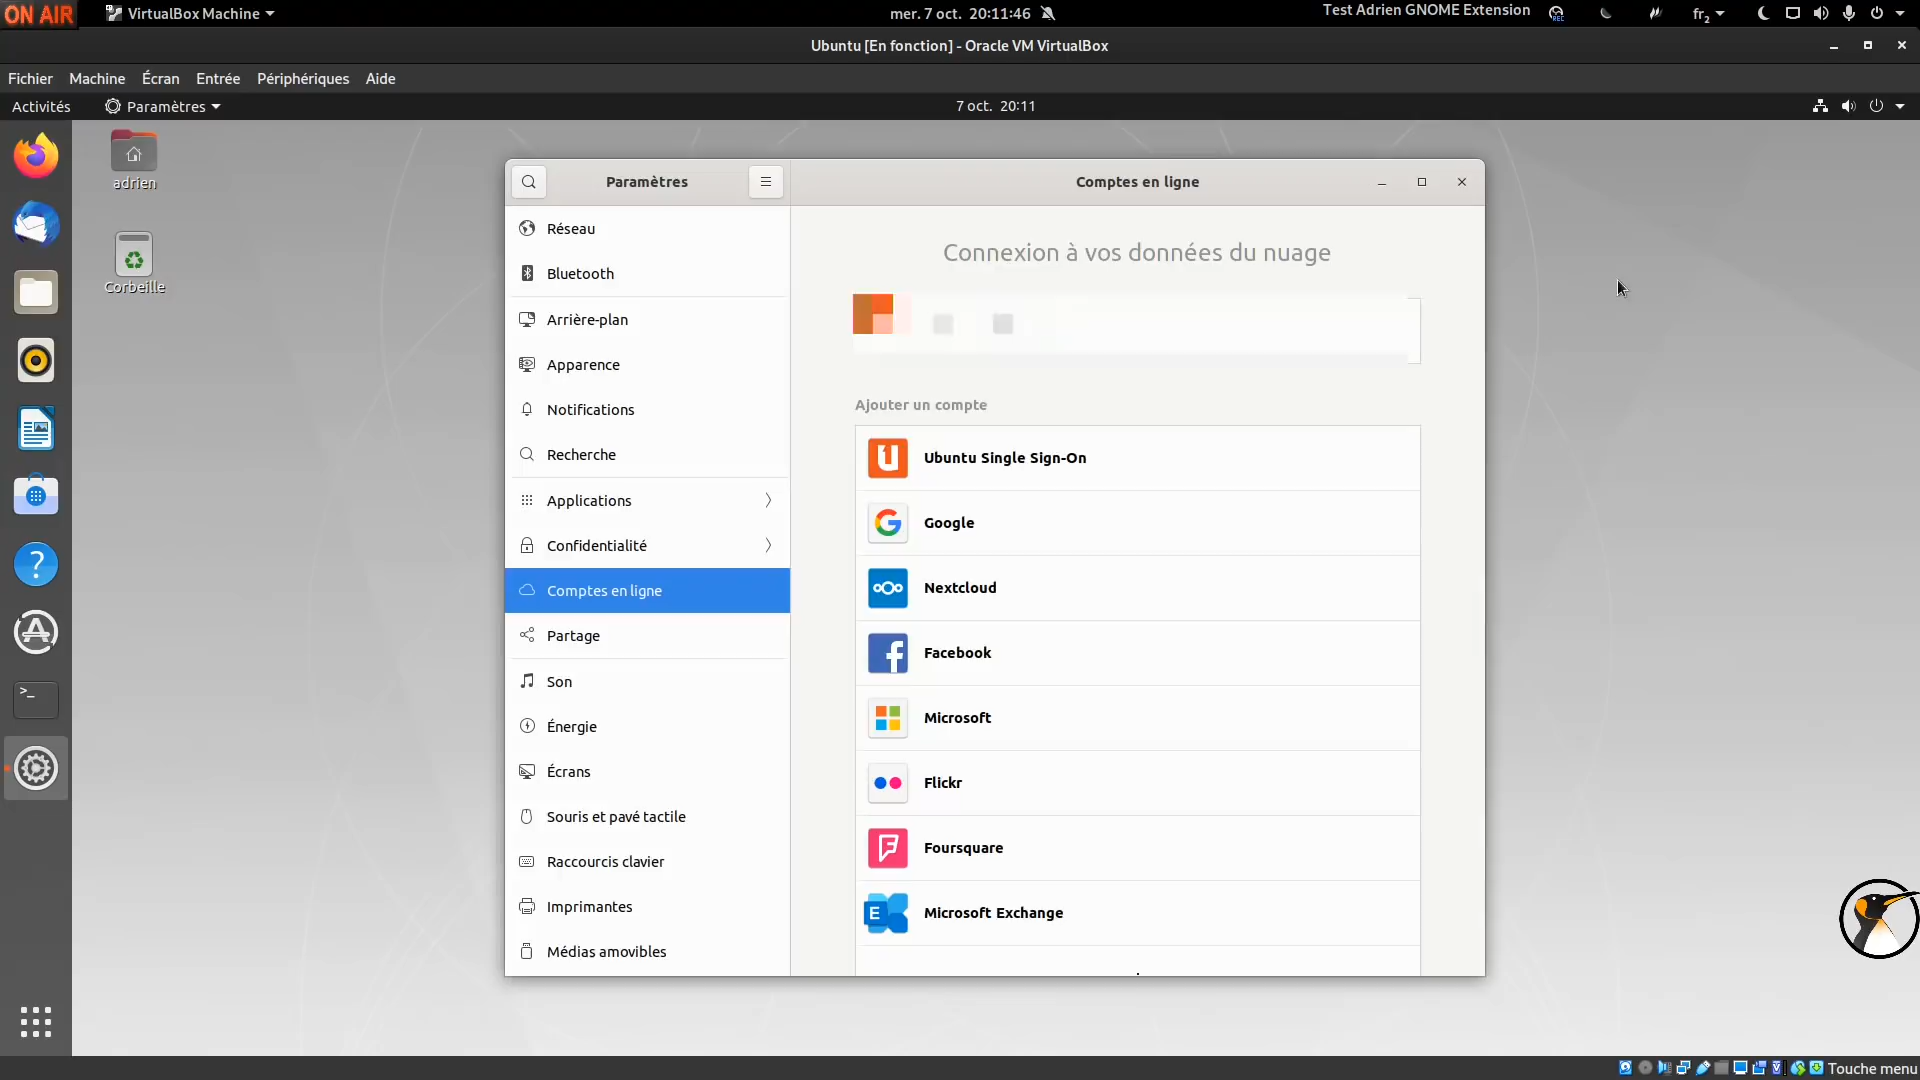 ON AIR
VirtualBox Machine
mer. 7 oct. 20:11:46
Test Adrien GNOME Extension
REC
fr2
Ubuntu [En fonction] - Oracle VM VirtualBox
Fichier Machine Écran Entrée Périphériques Aide
Activités
Paramètres
7 oct. 20:11
adrien
Corbeille
Paramètres
Comptes en ligne
Réseau
Bluetooth
Arrière-plan
Apparence
Notifications
Recherche
Applications
Confidentialité
Comptes en ligne
Partage
Son
Énergie
Écrans
Souris et pavé tactile
Raccourcis clavier
Imprimantes
Médias amovibles
Connexion à vos données du nuage
Ajouter un compte
Ubuntu Single Sign-On
Google
Nextcloud
Facebook
Microsoft
Flickr
Foursquare
Microsoft Exchange
Touche menu